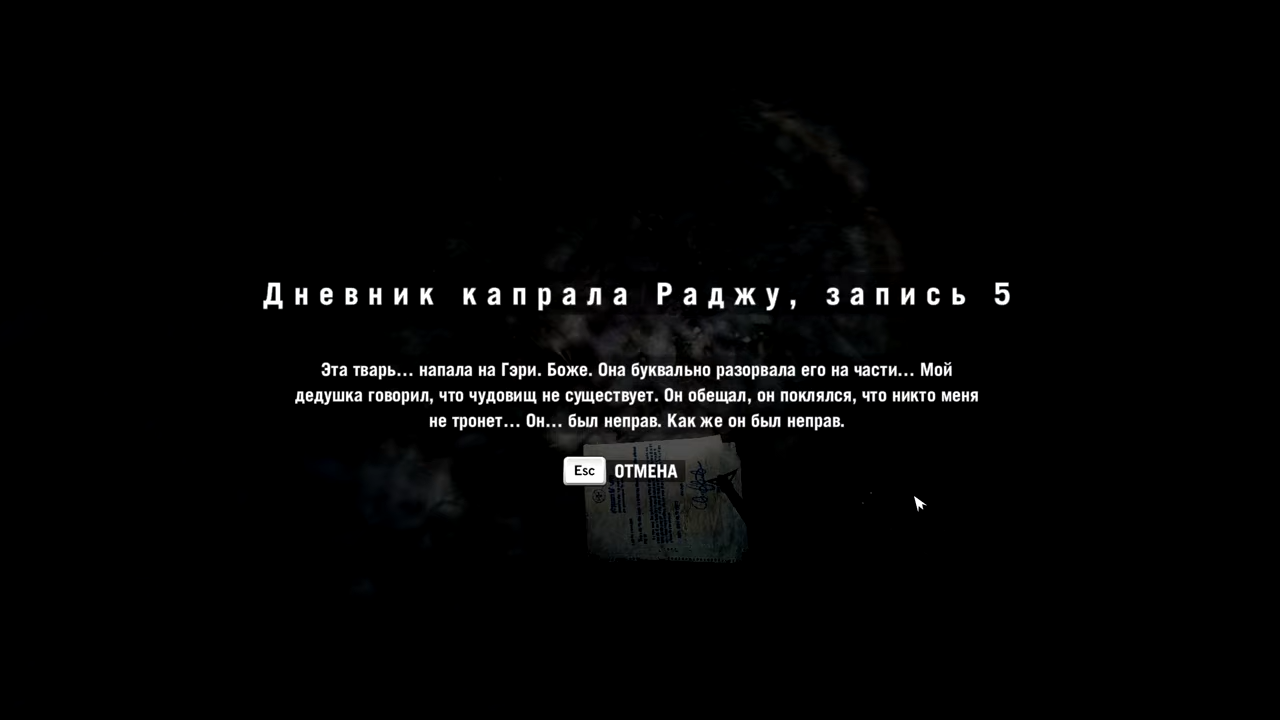 Дневник капрала Раджу, запись 5
Эта тварь... напала на Гэри. Боже. Она буквально разорвала его на части... Мой
дедушка говорил, что чудовищ не существует. Он обещал, он поклялся, что никто меня
не тронет... Он... был неправ. Как же он был неправ.
Esc ОТМЕНА